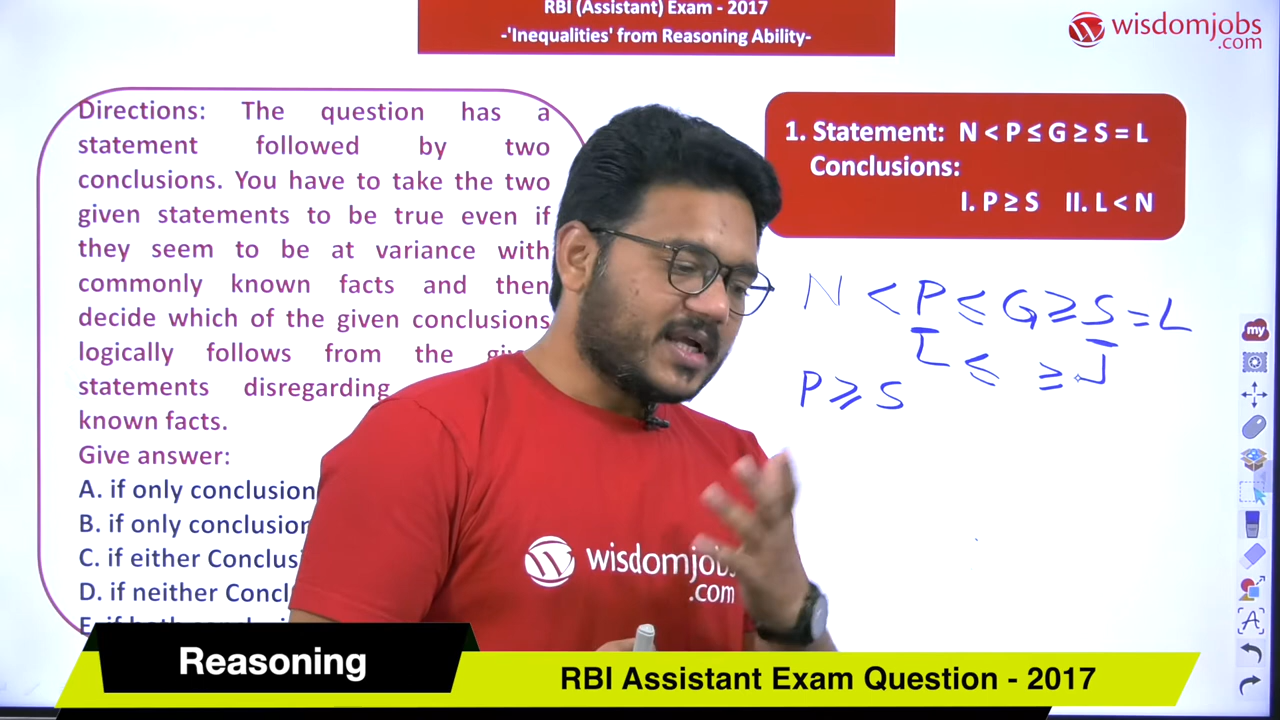 RBI (Assistant) Exam - 2017
-'Inequalities' from Reasoning Ability-
wisdomjobs
.com
Directions: The question has a
statement followed by two
conclusions. You have to take the two
given statements to be true even if
they seem to be at variance with
commonly known facts and then
decide which of the given conclusions
logically follows from the
statements disregarding
known facts.
Give answer:
A. if only conclusion
B. if only conclusion
C. if either
D. if neither
1. Statement: N < P ≤ G ≥ S = L
Conclusions:
I. P ≥ S II. L < N
N < P ≤ G ≥ S = L
≤ ≥
P ≥ S
my
A
wisdomjobs
.com
Reasoning
RBI Assistant Exam Question - 2017